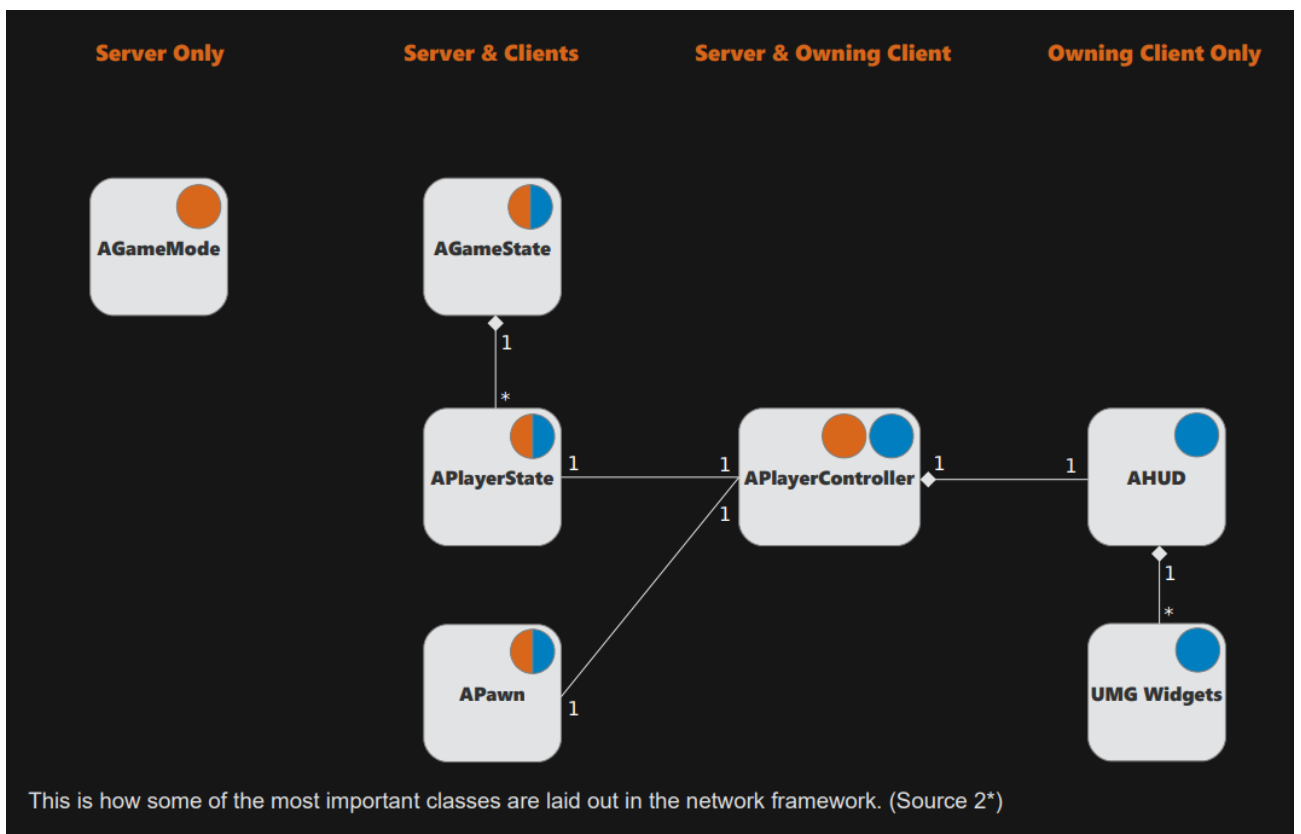 Server Only
Server & Clients
Server & Owning Client
Owning Client Only
AGameMode
AGameState
1
*
APlayerState
1
1
APlayerController
1
1
AHUD
1
1
*
APawn
1
UMG Widgets
This is how some of the most important classes are laid out in the network framework. (Source 2*)